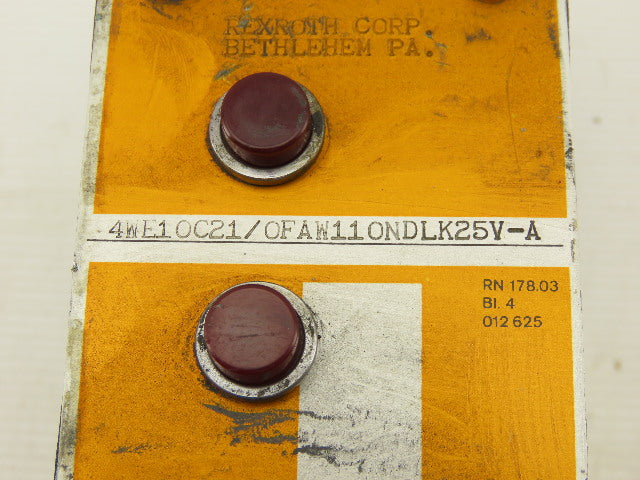 REXROTH CORP.
BETHLEHEM PA.
4WE10C21/OFAW110NDLK25V-A
RN 178.03
Bl. 4
012 625